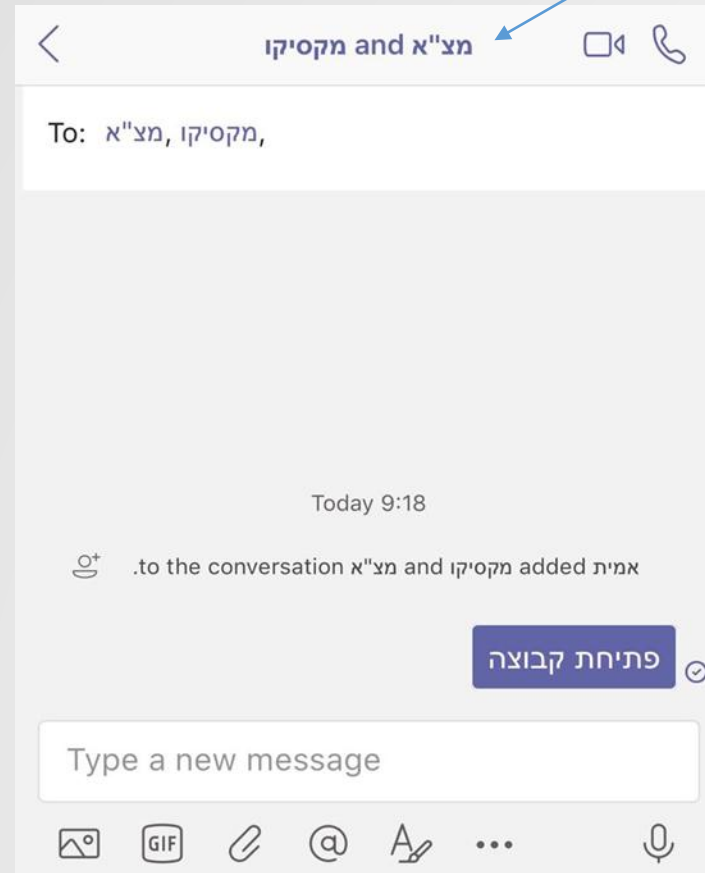 מצ"א and מקסיקו
To: מצ"א, מקסיקו,
Today 9:18
אמית added מקסיקו and מצ"א to the conversation.
פתיחת קבוצה
Type a new message
GIF